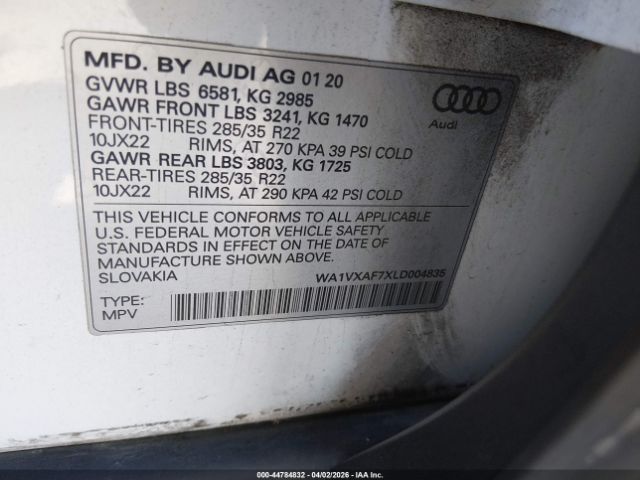 MFD. BY AUDI AG 01 20
GVWR LBS 6581, KG 2985
GAWR FRONT LBS 3241, KG 1470
FRONT-TIRES 285/35 R22
10JX22 RIMS, AT 270 KPA 39 PSI COLD
GAWR REAR LBS 3803, KG 1725
REAR-TIRES 285/35 R22
10JX22 RIMS, AT 290 KPA 42 PSI COLD
Audi
THIS VEHICLE CONFORMS TO ALL APPLICABLE
U.S. FEDERAL MOTOR VEHICLE SAFETY
STANDARDS IN EFFECT ON THE DATE OF
MANUFACTURE SHOWN ABOVE.
SLOVAKIA WA1VXAF7XLD004835
TYPE:
MPV
000-44784832 - 04/02/2026 - IAA Inc.